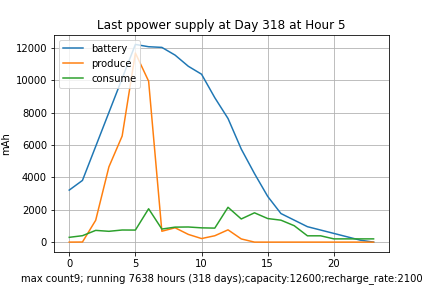 Last ppower supply at Day 318 at Hour 5
12000
10000
8000
6000
4000
2000
0
mAh
battery
produce
consume
0 5 10 15 20
max count9; running 7638 hours (318 days);capacity:12600;recharge_rate:2100